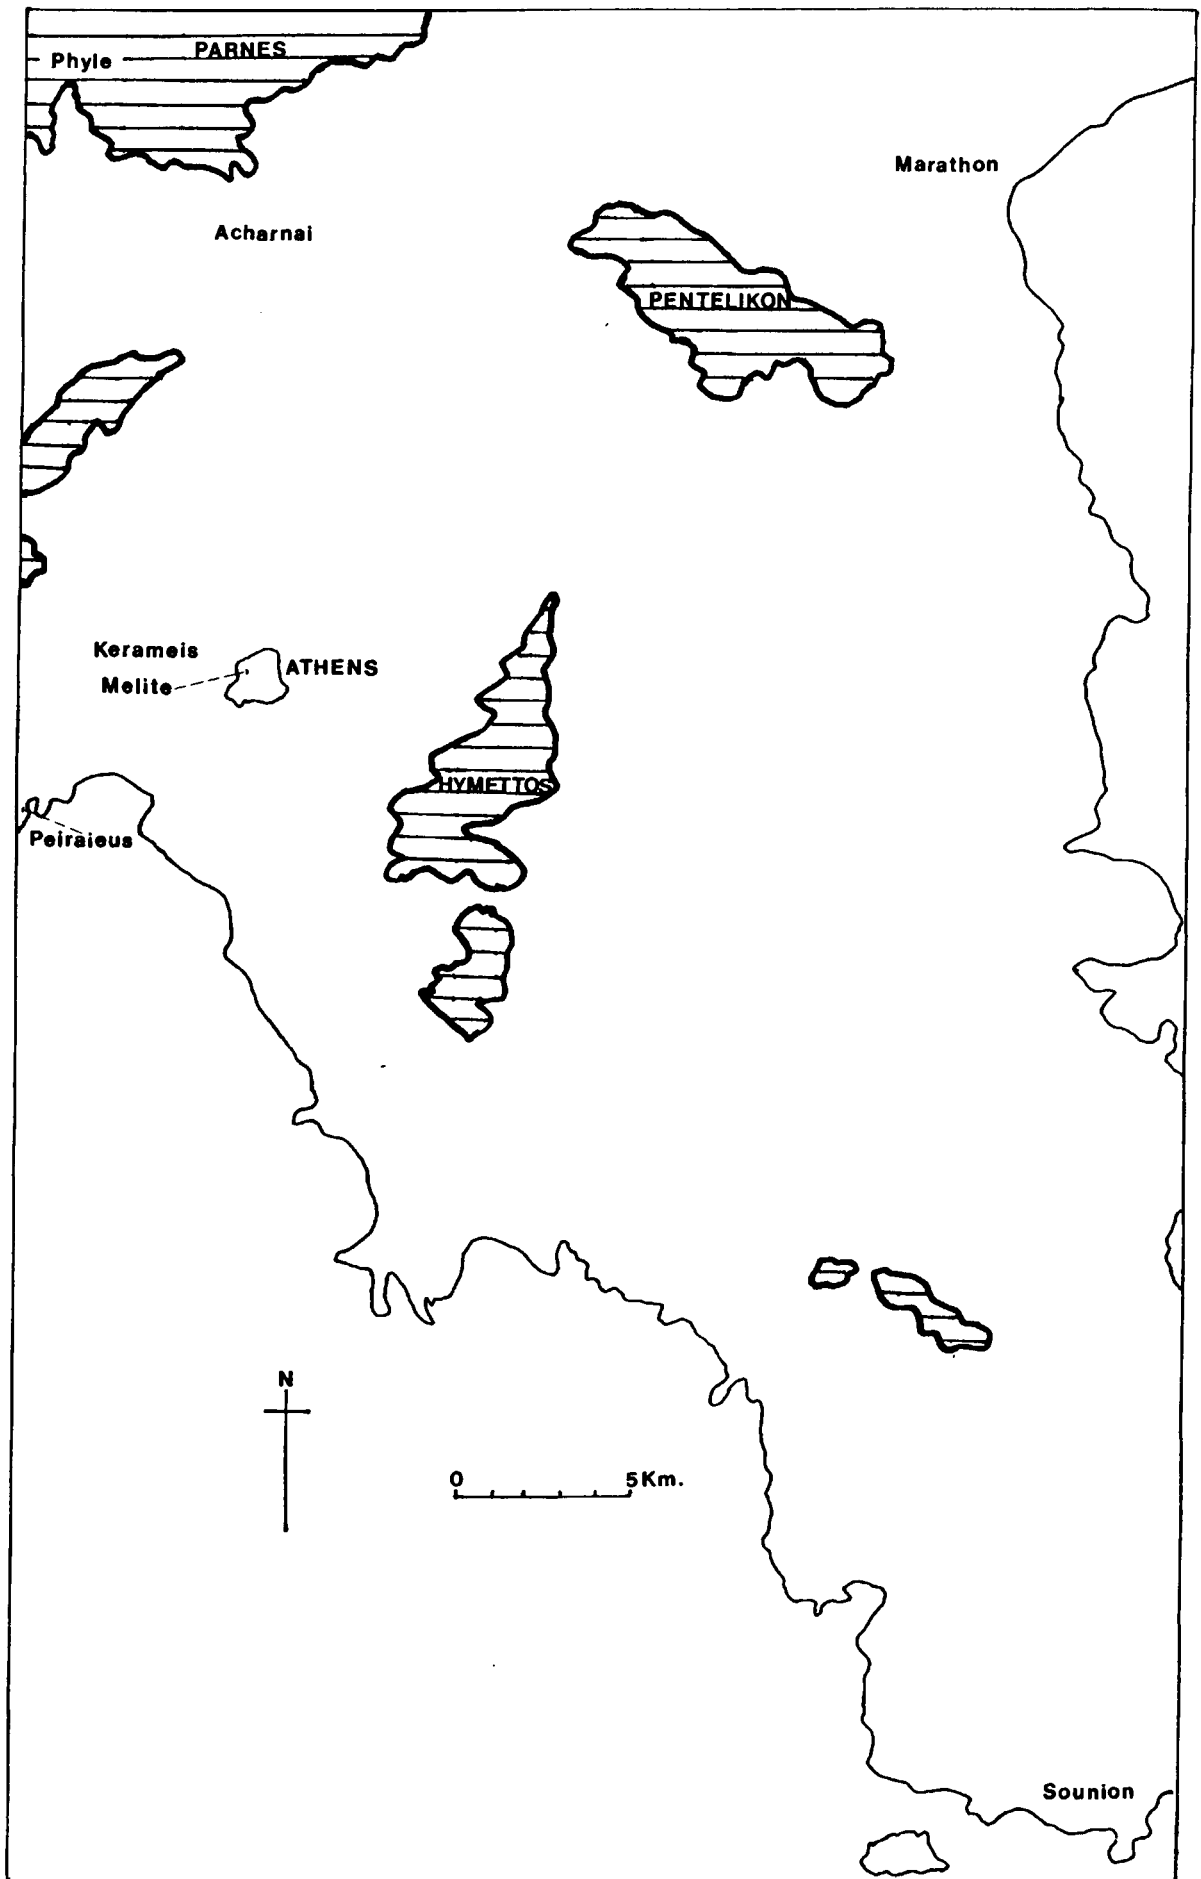 PARNES
Phyle
Marathon
Acharnai
PENTELIKON
Kerameis
ATHENS
Melite
HYMETTOS
Peiraieus
N
0 5Km.
Sounion